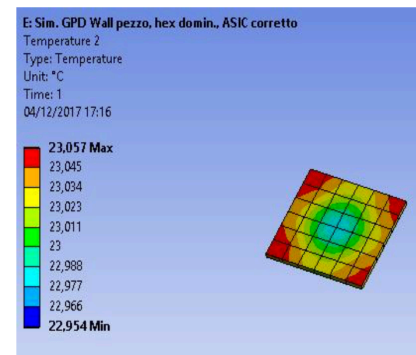 E: Sim. GPD Wall pezzo, hex domin., ASIC corretto
Temperature 2
Type: Temperature
Unit: °C
Time: 1
04/12/2017 17:16
23,057 Max
23,045
23,034
23,023
23,011
23
22,988
22,977
22,966
22,954 Min